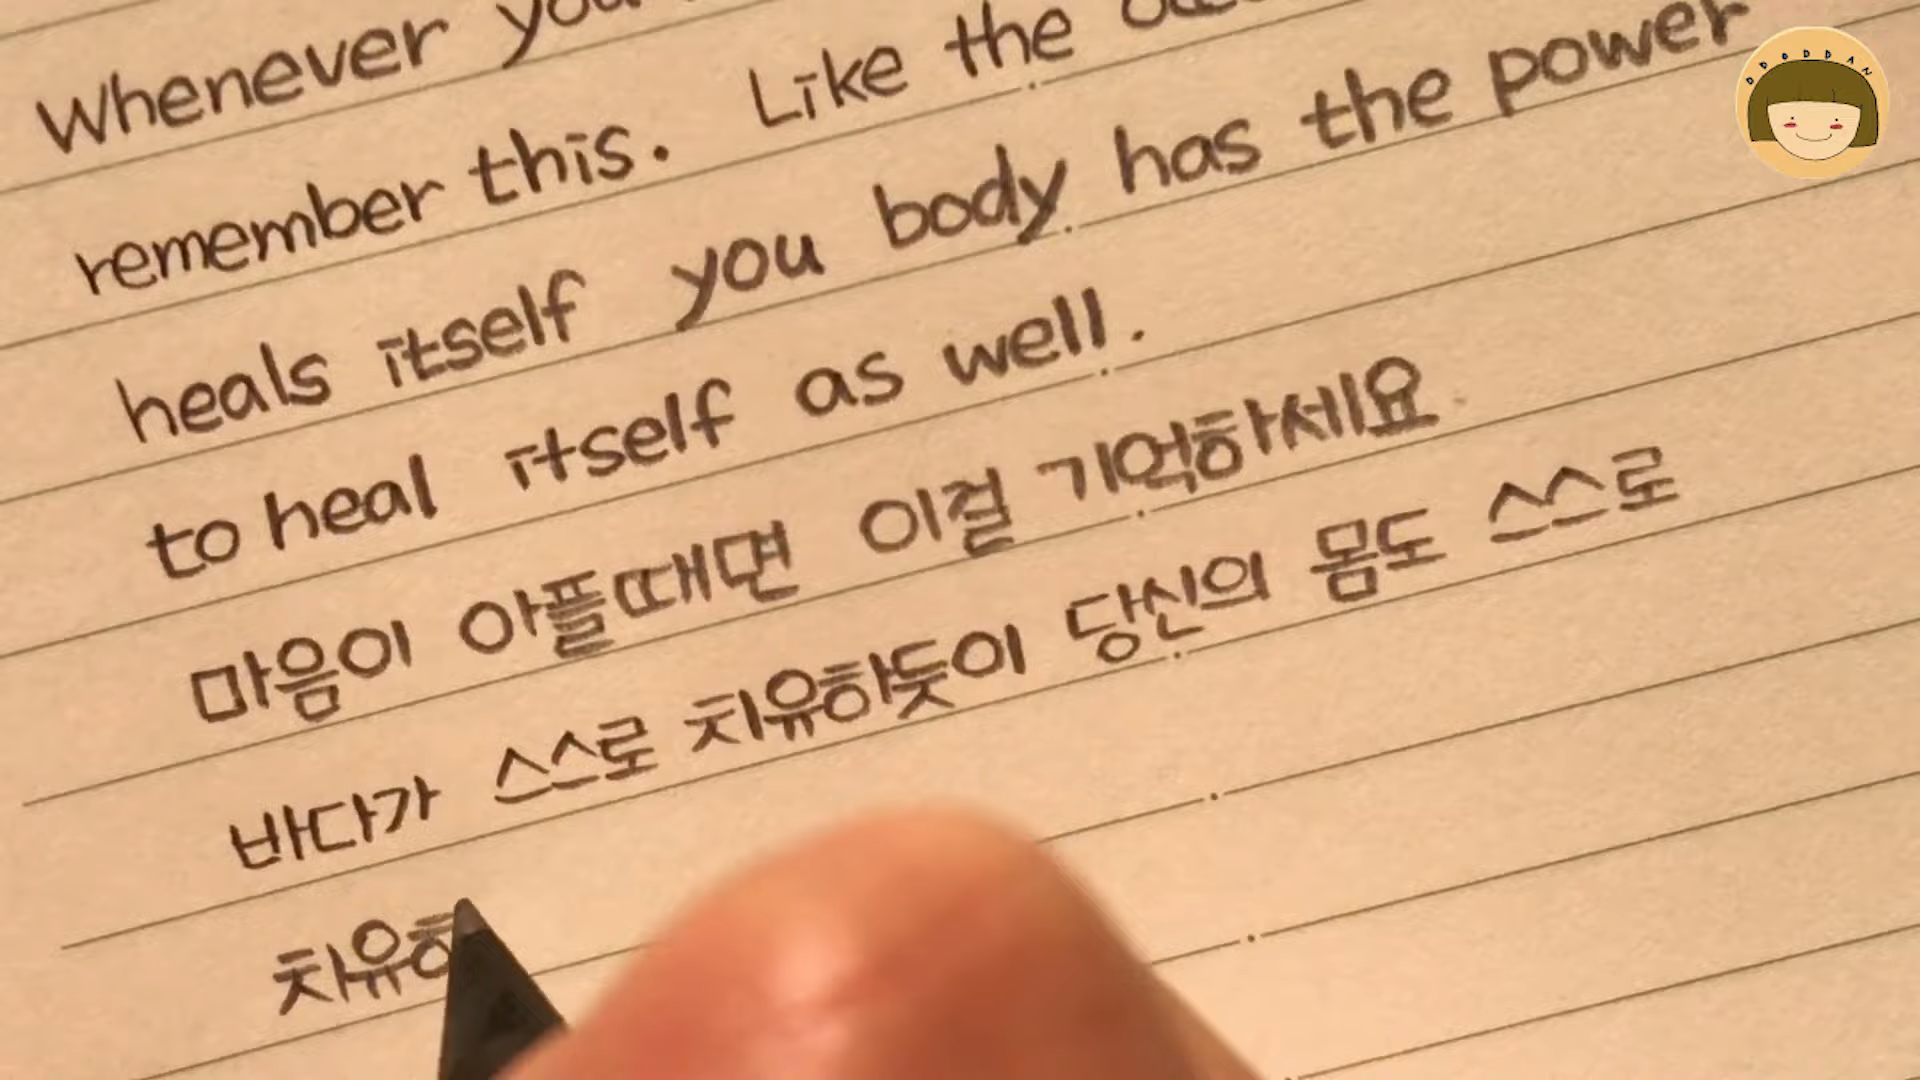 Whenever you
remember this. Like the
heals itself you body has the power
to heal itself as well.
마음이 아플때면 이걸 기억하세요
바다가 스스로 치유하듯이 당신의 몸도 스스로
치유하
DDODDAN